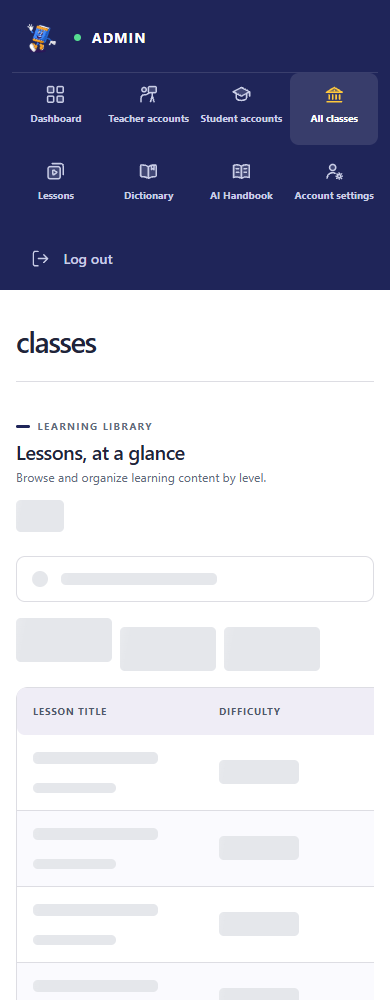 ADMIN
Dashboard
Teacher accounts
Student accounts
All classes
Lessons
Dictionary
AI Handbook
Account settings
Log out
classes
LEARNING LIBRARY
Lessons, at a glance
Browse and organize learning content by level.
LESSON TITLE
DIFFICULTY